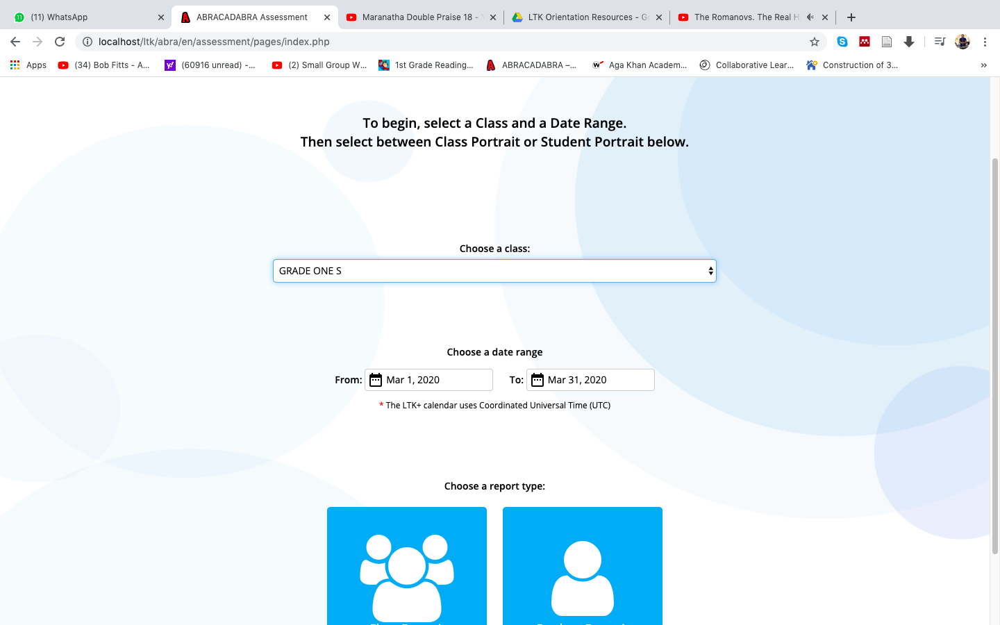 (11) WhatsApp
ABRACADABRA Assessment
Maranatha Double Praise 18 -
LTK Orientation Resources -
The Romanovs. The Real
localhost/ltk/abra/en/assessment/pages/index.php
Apps
(34) Bob Fitts - A...
(60916 unread) -...
(2) Small Group W...
1st Grade Reading...
ABRACADABRA –...
Aga Khan Academ...
Collaborative Lear...
Construction of 3...
To begin, select a Class and a Date Range.
Then select between Class Portrait or Student Portrait below.
Choose a class:
GRADE ONE S
Choose a date range
From: Mar 1, 2020 To: Mar 31, 2020
* The LTK+ calendar uses Coordinated Universal Time (UTC)
Choose a report type: